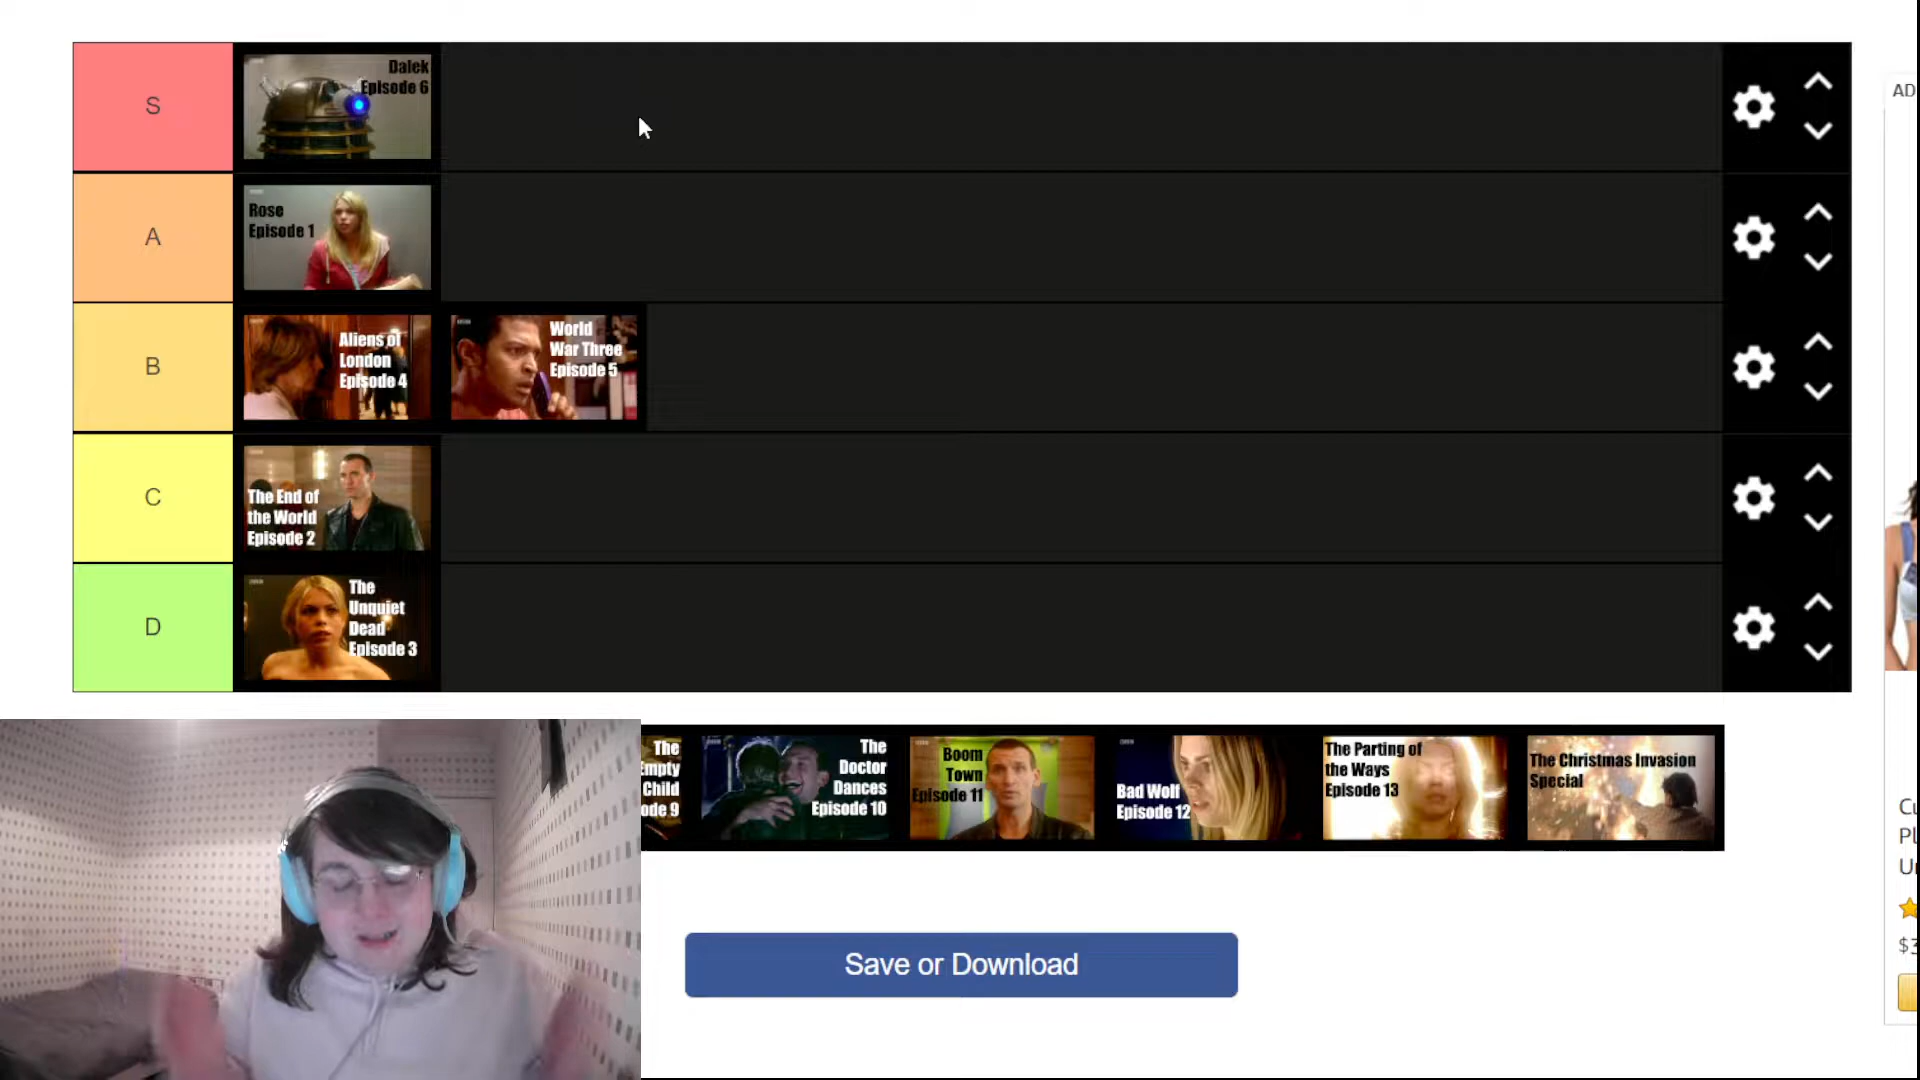 S
Dalek
Episode 6
A
Rose
Episode 1
B
Aliens of
London
Episode 4
World
War Three
Episode 5
C
The End of
the World
Episode 2
D
The
Unquiet
Dead
Episode 3
AD
The
Empty
Child
ode 9
The
Doctor
Dances
Episode 10
Boom
Town
Episode 11
Bad Wolf
Episode 12
The Parting of
the Ways
Episode 13
The Christmas Invasion
Special
Save or Download